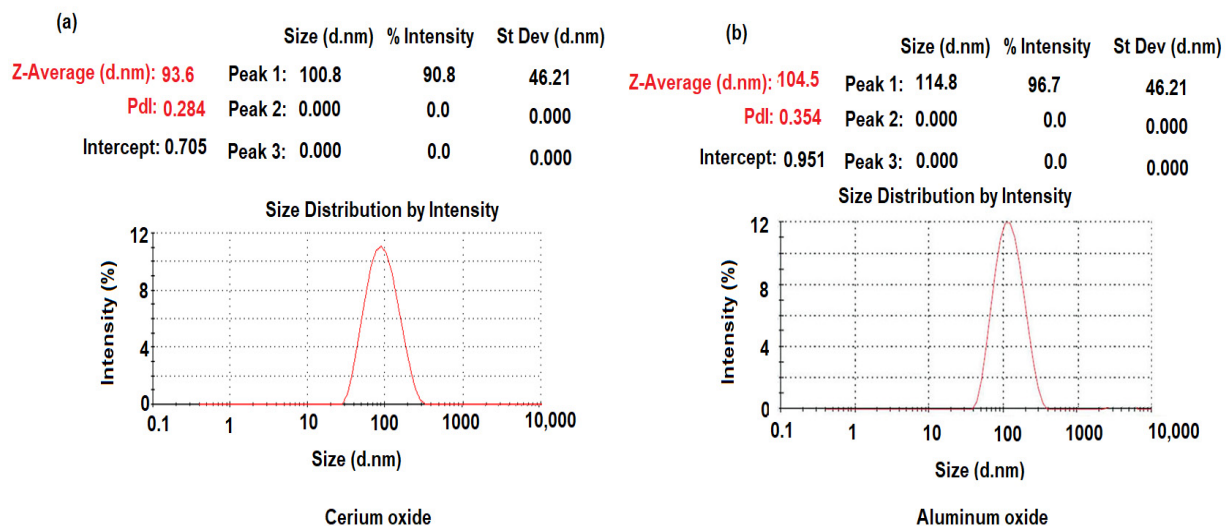 (a)
Size (d.nm) % Intensity St Dev (d.nm)
Z-Average (d.nm): 93.6 Peak 1: 100.8 90.8 46.21
PdI: 0.284 Peak 2: 0.000 0.0 0.000
Intercept: 0.705 Peak 3: 0.000 0.0 0.000
Size Distribution by Intensity
Intensity (%)
12
8
4
0
0.1 1 10 100 1000 10,000
Size (d.nm)
Cerium oxide
(b)
Size (d.nm) % Intensity St Dev (d.nm)
Z-Average (d.nm): 104.5 Peak 1: 114.8 96.7 46.21
PdI: 0.354 Peak 2: 0.000 0.0 0.000
Intercept: 0.951 Peak 3: 0.000 0.0 0.000
Size Distribution by Intensity
Intensity (%)
12
8
4
0
0.1 1 10 100 1000 10,000
Size (d.nm)
Aluminum oxide